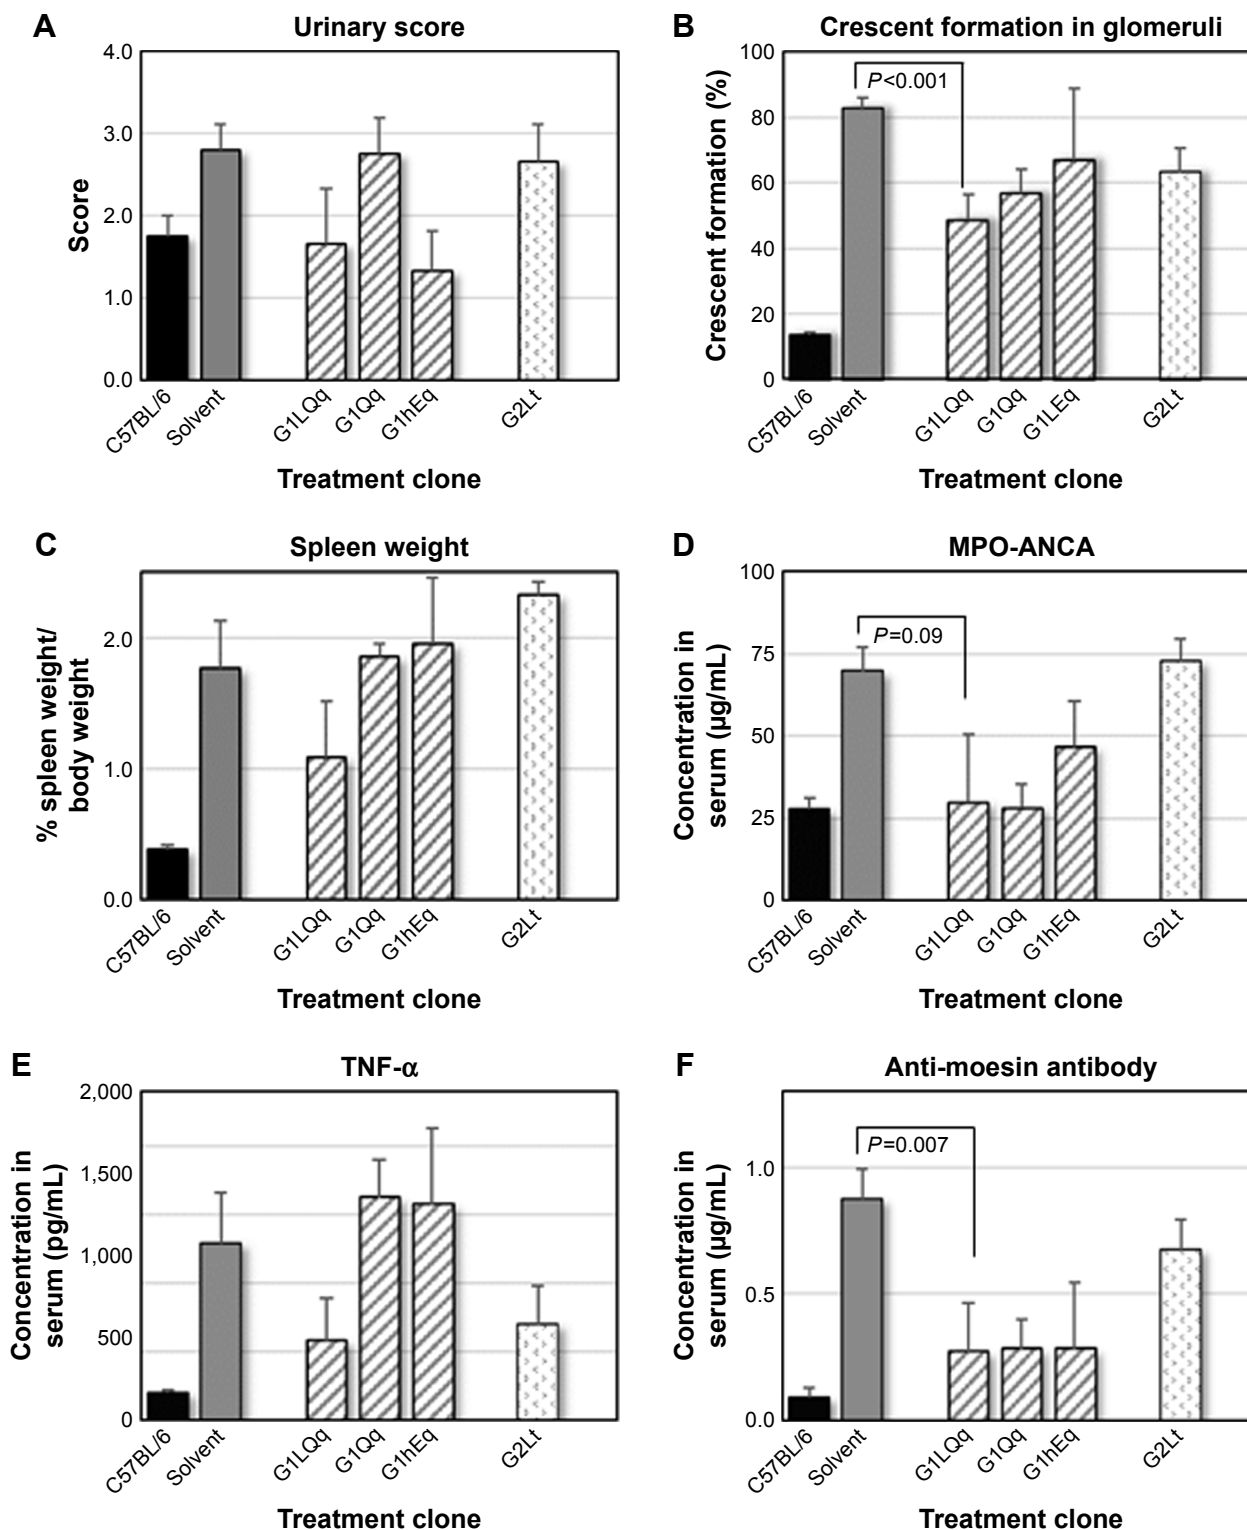 A
Urinary score
4.0
3.0
2.0
1.0
0.0
Score
C57BL/6
Solvent
G1LQq
G1Qq
G1hEq
G2Lt
Treatment clone
B
Crescent formation in glomeruli
100
80
60
40
20
0
Crescent formation (%)
P<0.001
C57BL/6
Solvent
G1LQq
G1Qq
G1LEq
G2Lt
Treatment clone
C
Spleen weight
2.0
1.0
0.0
% spleen weight/
body weight
C57BL/6
Solvent
G1LQq
G1Qq
G1hEq
G2Lt
Treatment clone
D
MPO-ANCA
100
75
50
25
0
Concentration in
serum (µg/mL)
P=0.09
C57BL/6
Solvent
G1LQq
G1Qq
G1hEq
G2Lt
Treatment clone
E
TNF-α
2,000
1,500
1,000
500
0
Concentration in
serum (pg/mL)
C57BL/6
Solvent
G1LQq
G1Qq
G1hEq
G2Lt
Treatment clone
F
Anti-moesin antibody
1.0
0.5
0.0
Concentration in
serum (µg/mL)
P=0.007
C57BL/6
Solvent
G1LQq
G1Qq
G1hEq
G2Lt
Treatment clone